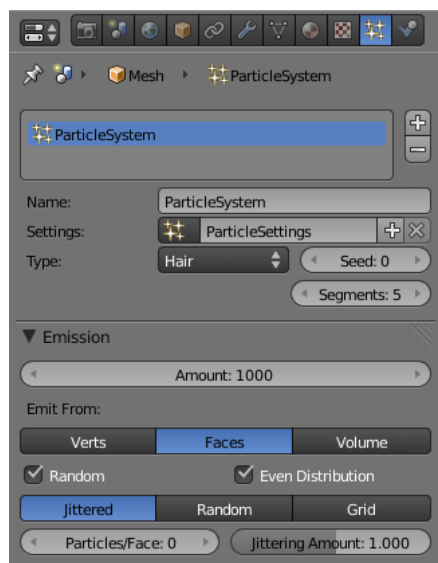 Mesh ParticleSystem
ParticleSystem
Name: ParticleSystem
Settings: ParticleSettings
Type: Hair Seed: 0
Segments: 5
Emission
Amount: 1000
Emit From:
Verts Faces Volume
Random Even Distribution
Jittered Random Grid
Particles/Face: 0 Jittering Amount: 1.000